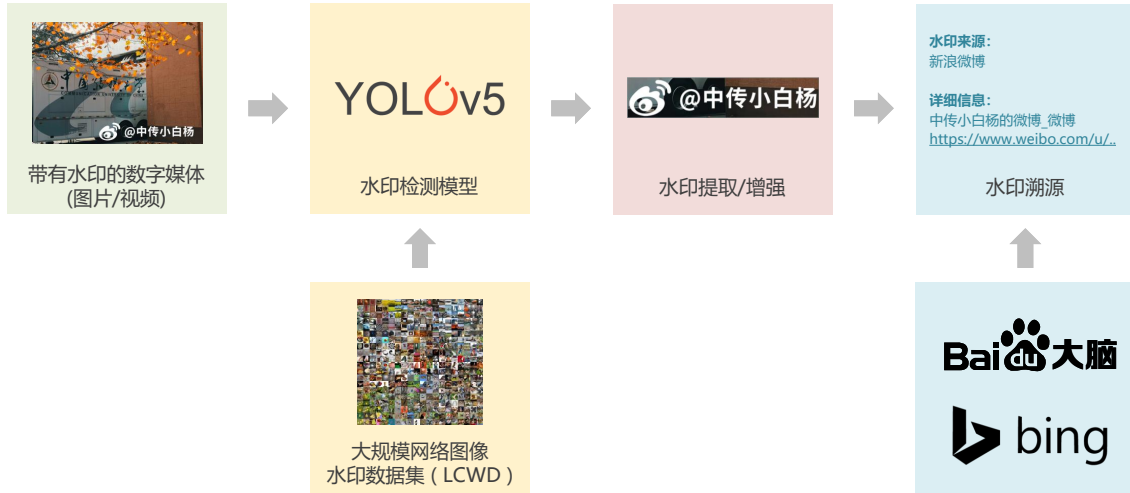 @中传小白杨
带有水印的数字媒体
(图片/视频)
YOLOv5
水印检测模型
@中传小白杨
水印提取/增强
水印来源：
新浪微博
详细信息：
中传小白杨的微博_微博
https://www.weibo.com/u/..
水印溯源
大规模网络图像
水印数据集（LCWD）
Bai du 大脑
bing